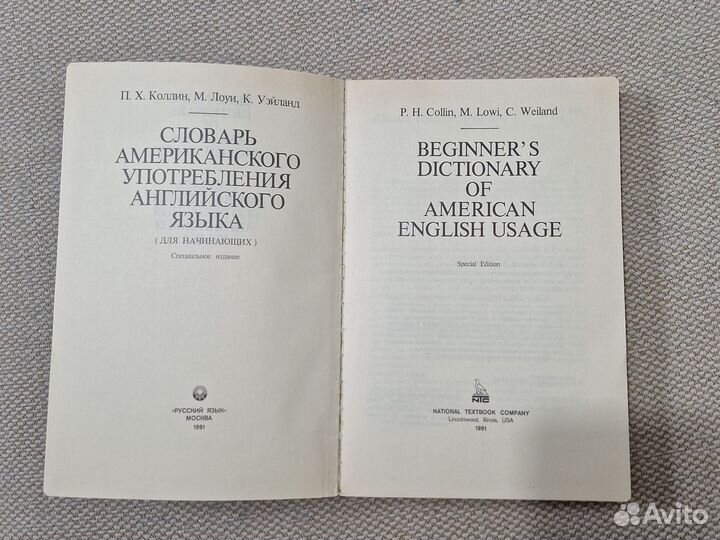 П. Х. Коллин, М. Лоуи, К. Уэйланд
СЛОВАРЬ
АМЕРИКАНСКОГО
УПОТРЕБЛЕНИЯ
АНГЛИЙСКОГО
ЯЗЫКА
(ДЛЯ НАЧИНАЮЩИХ)
Специальное издание
«РУССКИЙ ЯЗЫК»
МОСКВА
1991
P. H. Collin, M. Lowi, C. Weiland
BEGINNER'S
DICTIONARY
OF
AMERICAN
ENGLISH USAGE
Special Edition
NTC
NATIONAL TEXTBOOK COMPANY
Lincolnwood, Illinois, USA
1991
Avito